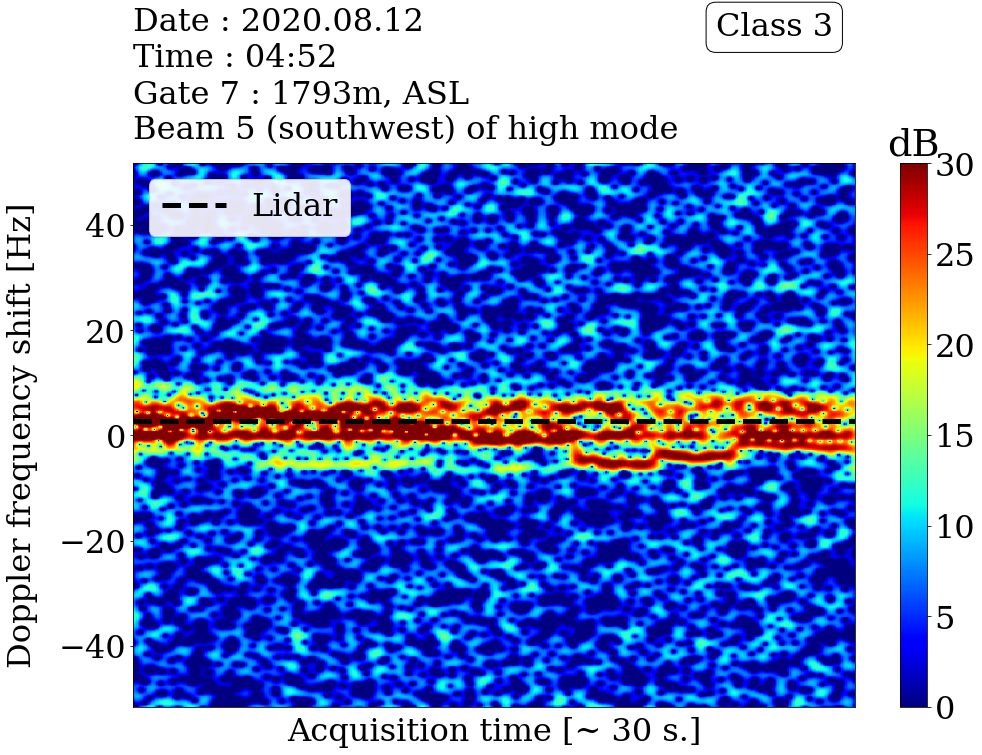 Date : 2020.08.12
Time : 04:52
Gate 7 : 1793m, ASL
Beam 5 (southwest) of high mode
Class 3
dB
Lidar
Doppler frequency shift [Hz]
40
20
0
−20
−40
30
25
20
15
10
5
0
Acquisition time [~ 30 s.]